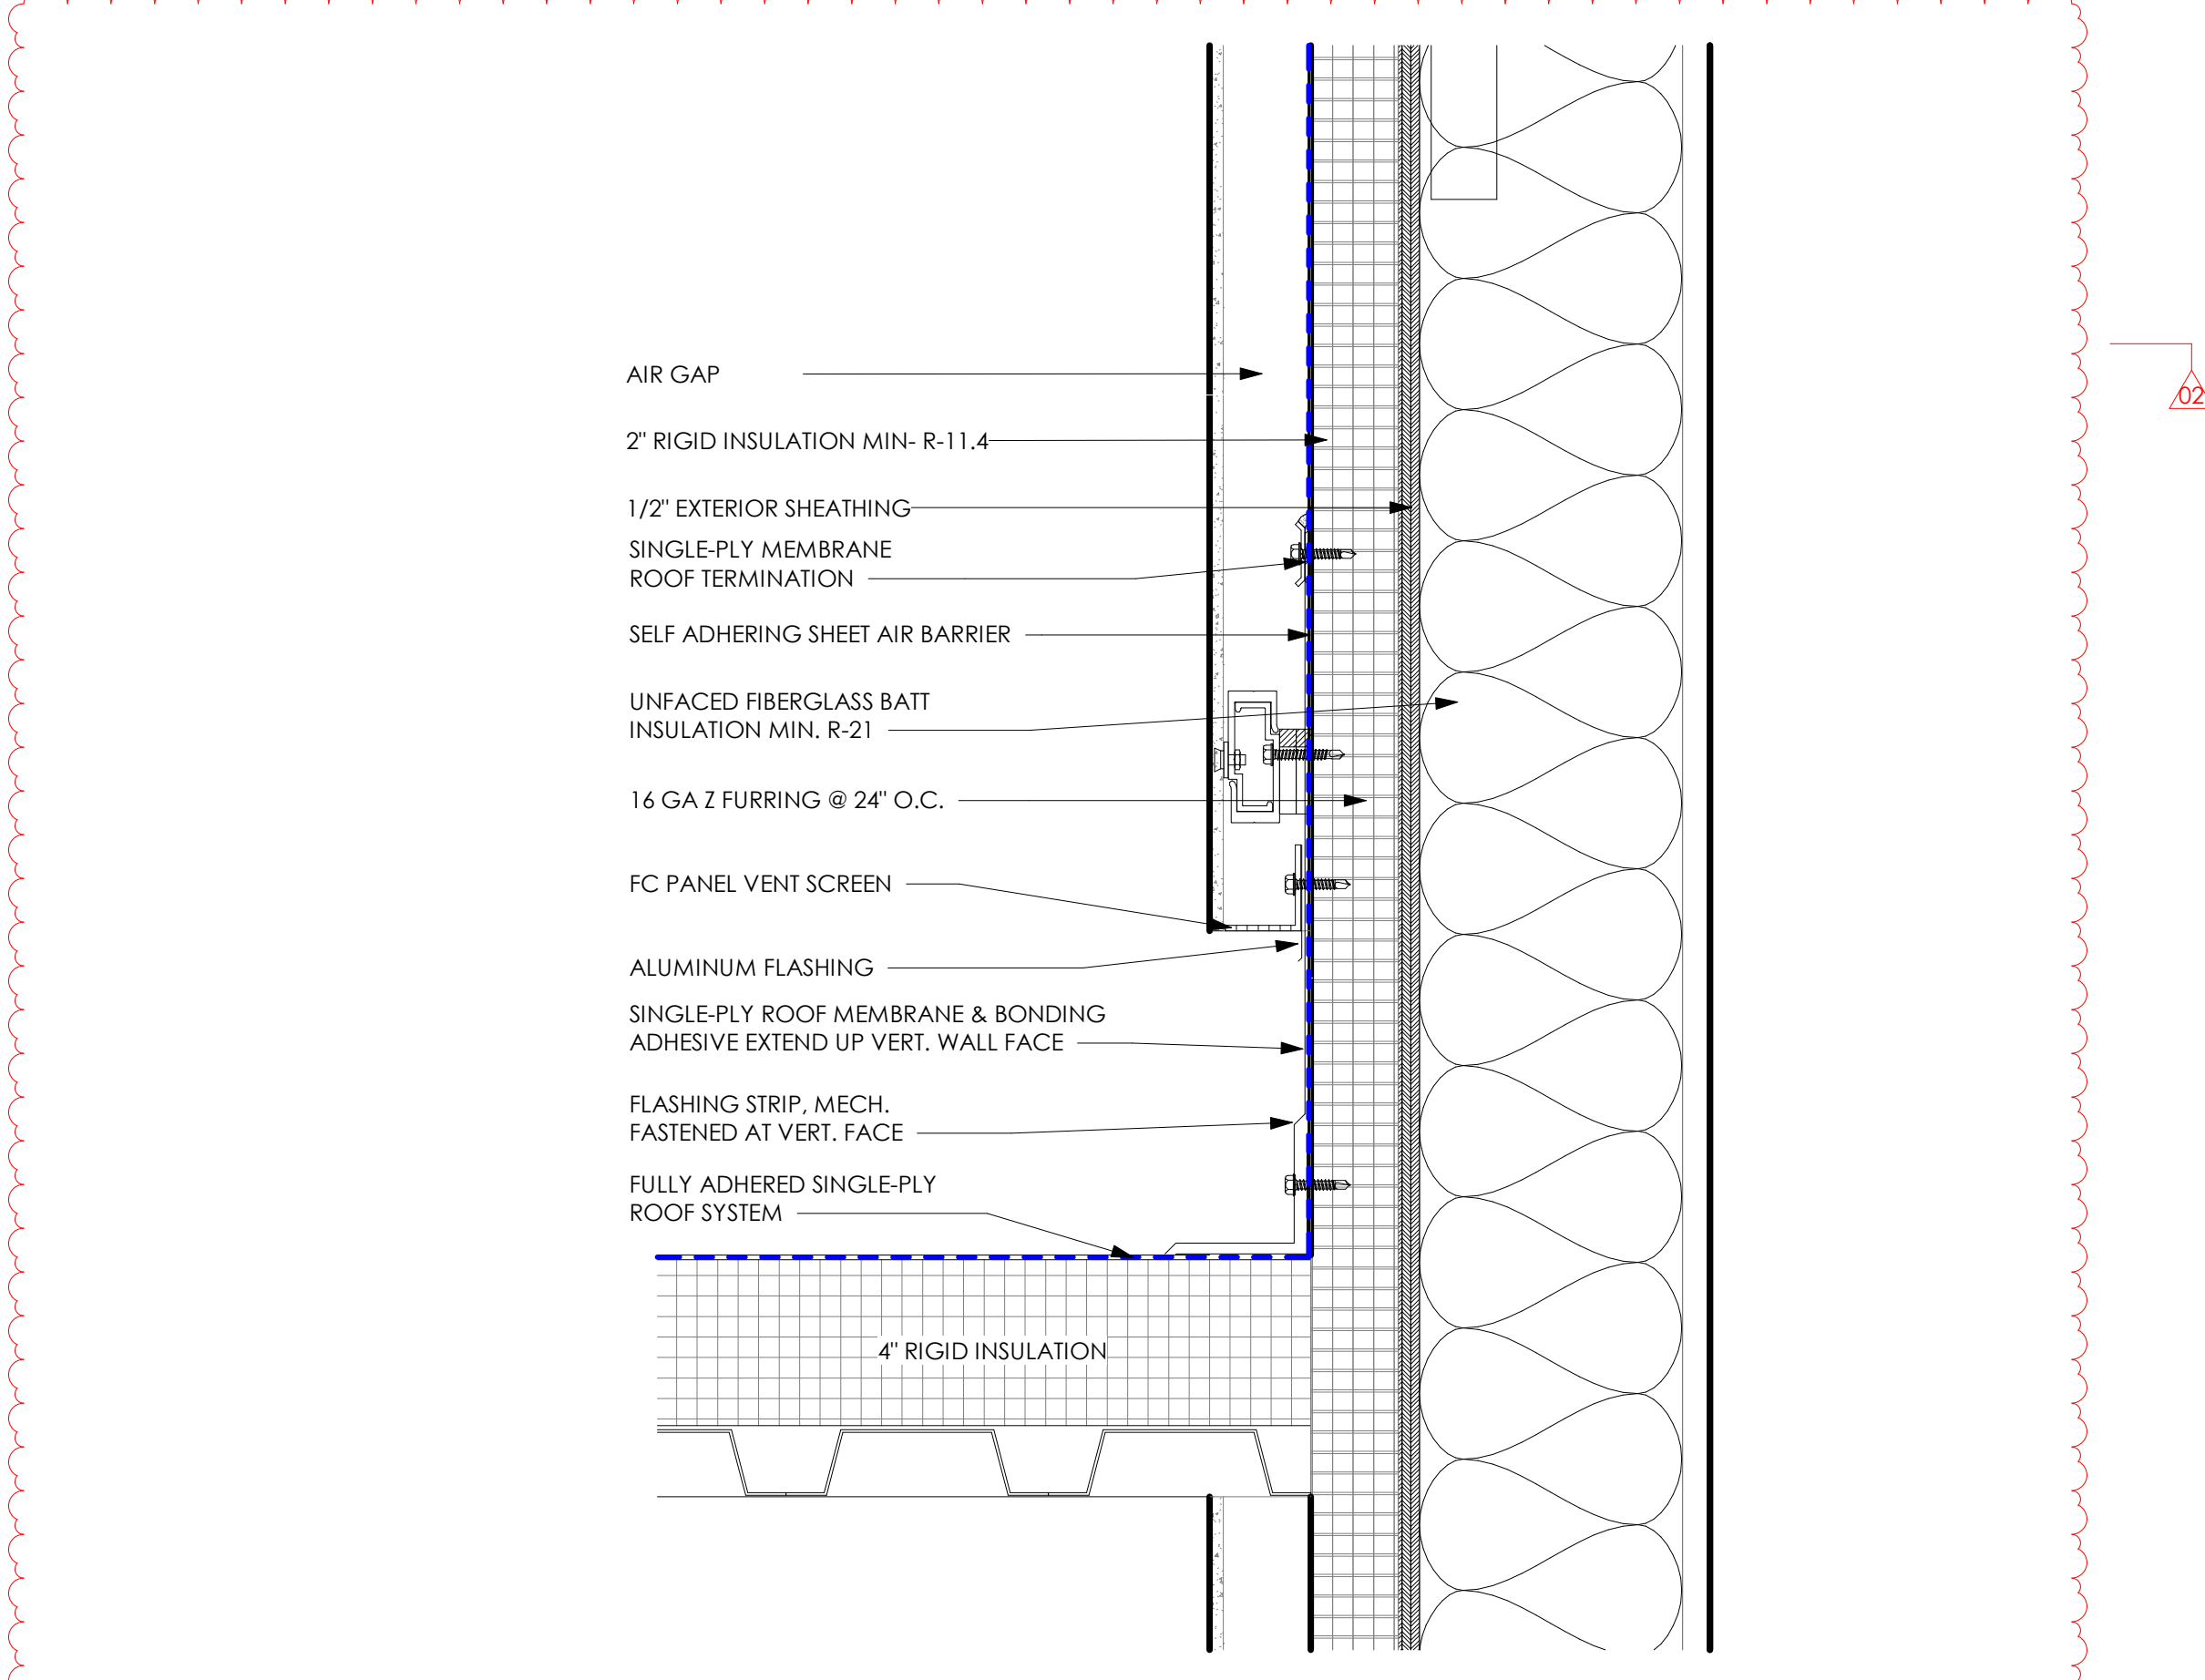 AIR GAP
2" RIGID INSULATION MIN- R-11.4
1/2" EXTERIOR SHEATHING
SINGLE-PLY MEMBRANE
ROOF TERMINATION
SELF ADHERING SHEET AIR BARRIER
UNFACED FIBERGLASS BATT
INSULATION MIN. R-21
16 GA Z FURRING @ 24" O.C.
FC PANEL VENT SCREEN
ALUMINUM FLASHING
SINGLE-PLY ROOF MEMBRANE & BONDING
ADHESIVE EXTEND UP VERT. WALL FACE
FLASHING STRIP, MECH.
FASTENED AT VERT. FACE
FULLY ADHERED SINGLE-PLY
ROOF SYSTEM
4" RIGID INSULATION
02